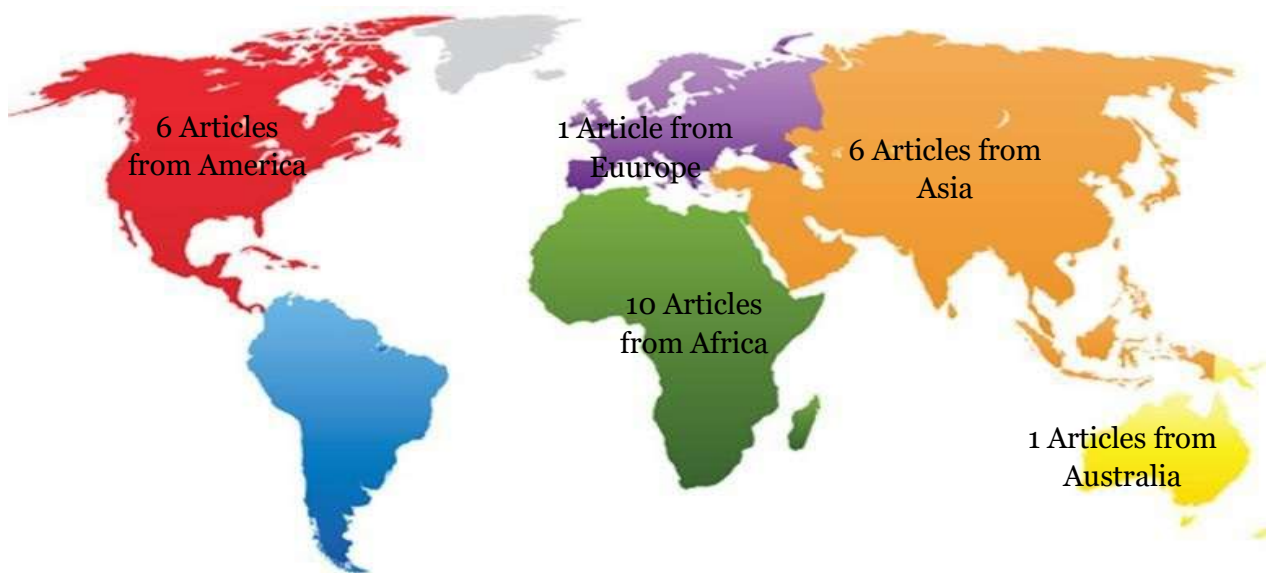 6 Articles
from America
1 Article from
Euurope
6 Articles from
Asia
10 Articles
from Africa
1 Articles from
Australia